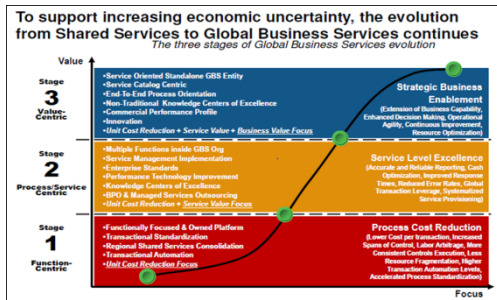 To support increasing economic uncertainty, the evolution
from Shared Services to Global Business Services continues
The three stages of Global Business Services evolution
Value
Stage
3
Value-
Centric
•Service Oriented Standalone GBS Entity
•Service Catalog Centric
•End-To-End Process Orientation
•Non-Traditional Knowledge Centers of Excellence
•Commercial Performance Profile
•Innovation
•Unit Cost Reduction + Service Value + Business Value Focus
Strategic Business
Enablement
(Extension of Business Capability,
Enhanced Decision Making, Operational
Agility, Continuous Improvement,
Resource Optimization)
Stage
2
Process/Service
Centric
•Multiple Functions inside GBS Org
•Service Management Implementation
•Enterprise Standards
•Performance Technology Improvement
•Knowledge Centers of Excellence
•BPO & Managed Services Outsourcing
•Unit Cost Reduction + Service Value Focus
Service Level Excellence
(Accurate and Reliable Reporting, Cash
Optimization, Improved Response
Times, Reduced Error Rates, Global
Transaction Leverage, Systematized
Service Provisioning)
Stage
1
Function-
Centric
•Functionally Focused & Owned Platform
•Transactional Standardization
•Regional Shared Services Consolidation
•Transactional Automation
•Unit Cost Reduction Focus
Process Cost Reduction
(Lower Cost per transaction, Increased
Spans of Control, Labor Arbitrage, More
Consistent Controls Execution, Less
Resource Fragmentation, Higher
Transaction Automation Levels,
Accelerated Process Standardization)
Focus